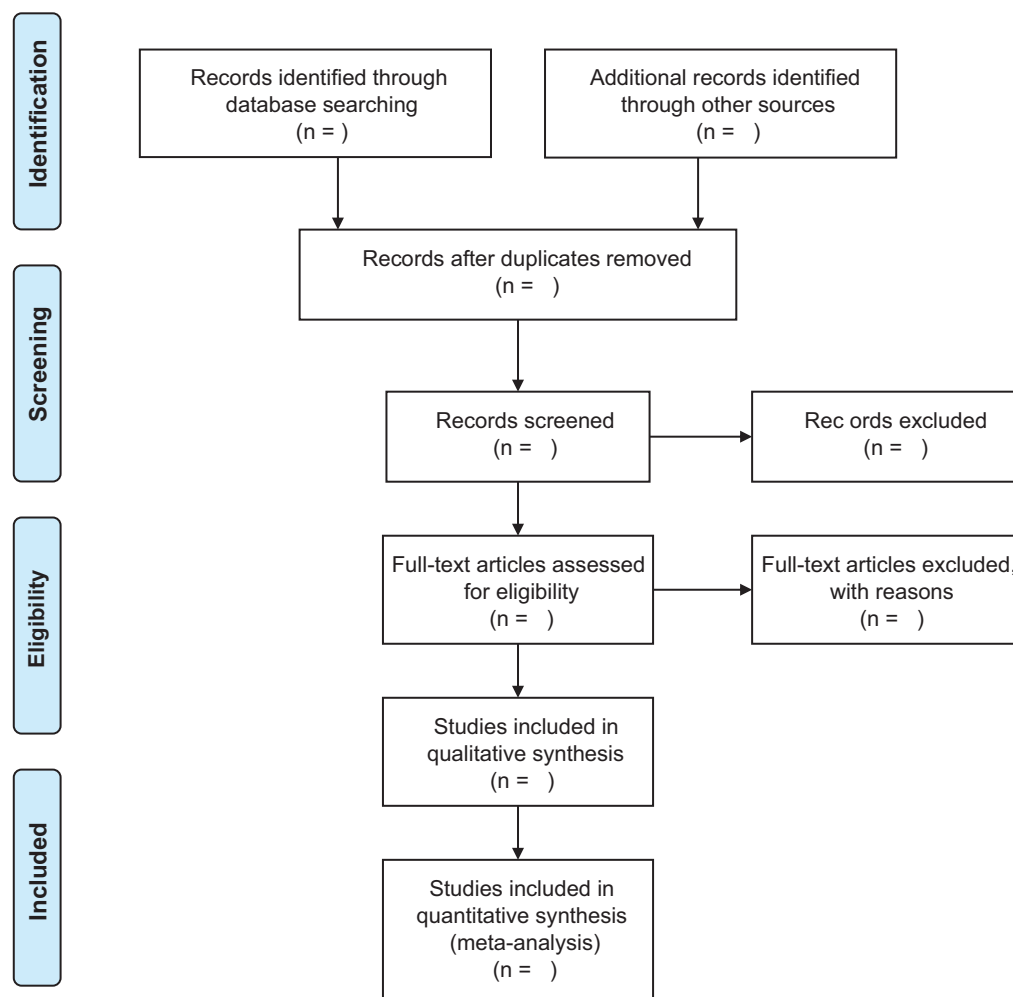 Identification
Records identified through
database searching
(n = )
Additional records identified
through other sources
(n =   )
Records after duplicates removed
(n =   )
Screening
Records screened
(n =   )
Rec ords excluded
(n =   )
Eligibility
Full-text articles assessed
for eligibility
(n =   )
Full-text articles excluded,
with reasons
(n =   )
Studies included in
qualitative synthesis
(n =   )
Included
Studies included in
quantitative synthesis
(meta-analysis)
(n =   )